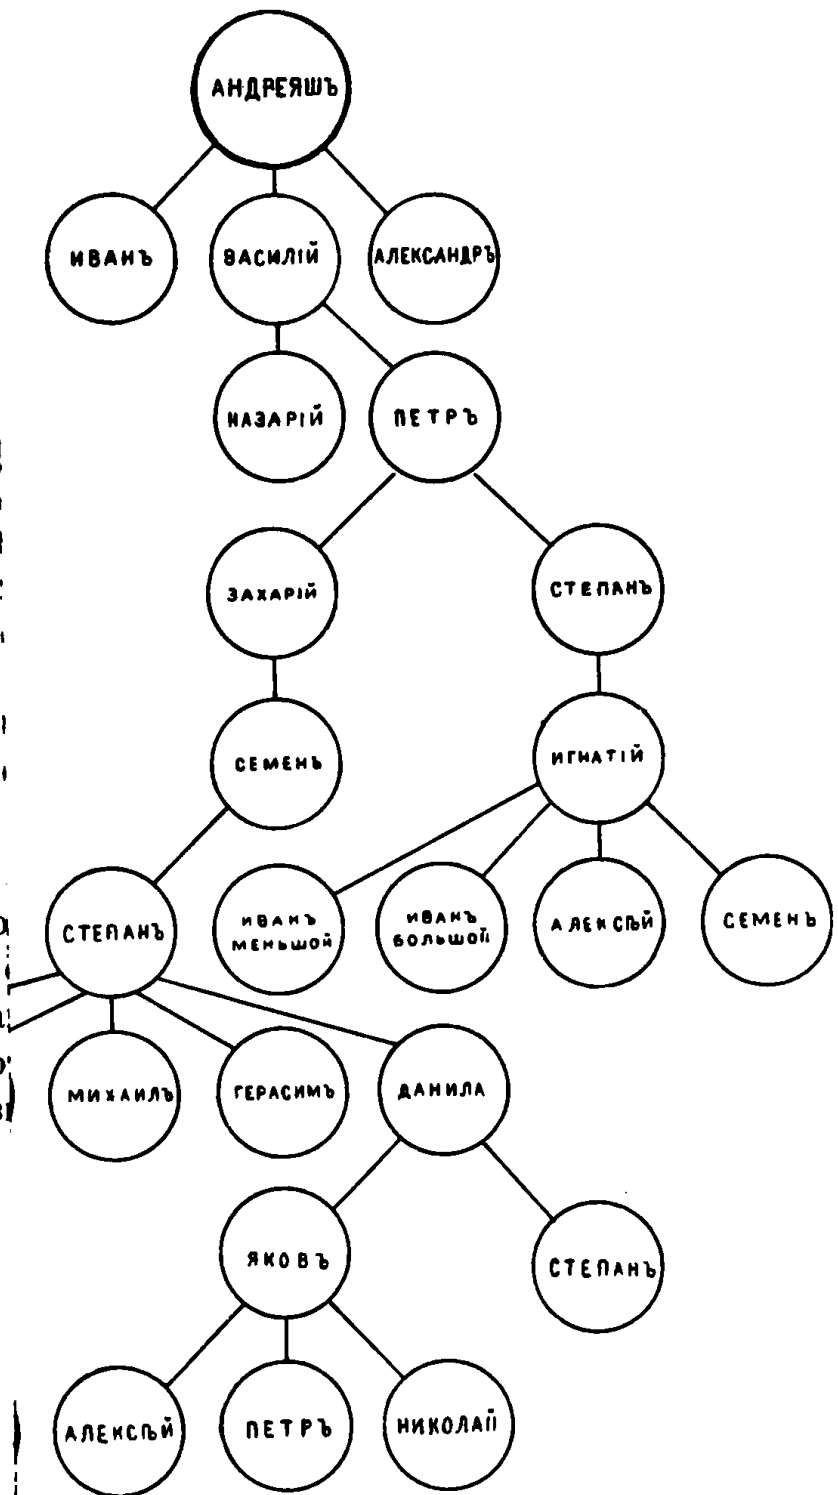 АНДРЕЯШЪ
ИВАНЪ
ВАСИЛІЙ
АЛЕКСАНДРЪ
НАЗАРІЙ
ПЕТРЪ
ЗАХАРІЙ
СТЕПАНЪ
СЕМЕНЪ
ИГНАТІЙ
СТЕПАНЪ
ИВАНЪ
МЕНЬШОЙ
ИВАНЪ
БОЛЬШОЙ
АЛЕКСѢЙ
СЕМЕНЪ
МИХАИЛЪ
ГЕРАСИМЪ
ДАНИЛА
ЯКОВЪ
СТЕПАНЪ
АЛЕКСѢЙ
ПЕТРЪ
НИКОЛАЙ